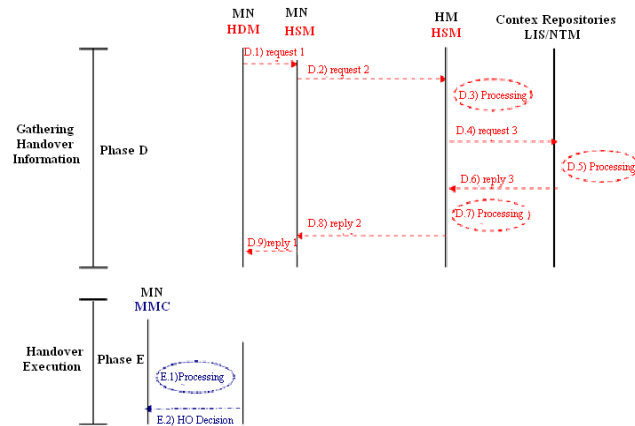 MN
HDM
MN
HSM
HM
HSM
Contex Repositories
LIS/NTM
D.1) request 1
D.2) request 2
D.3) Processing
D.4) request 3
Gathering
Handover
Information
Phase D
D.5) Processing
D.6) reply 3
D.7) Processing
D.8) reply 2
D.9)reply 1
MN
MMC
Handover
Execution
Phase E
E.1)Processing
E.2) HO Decision